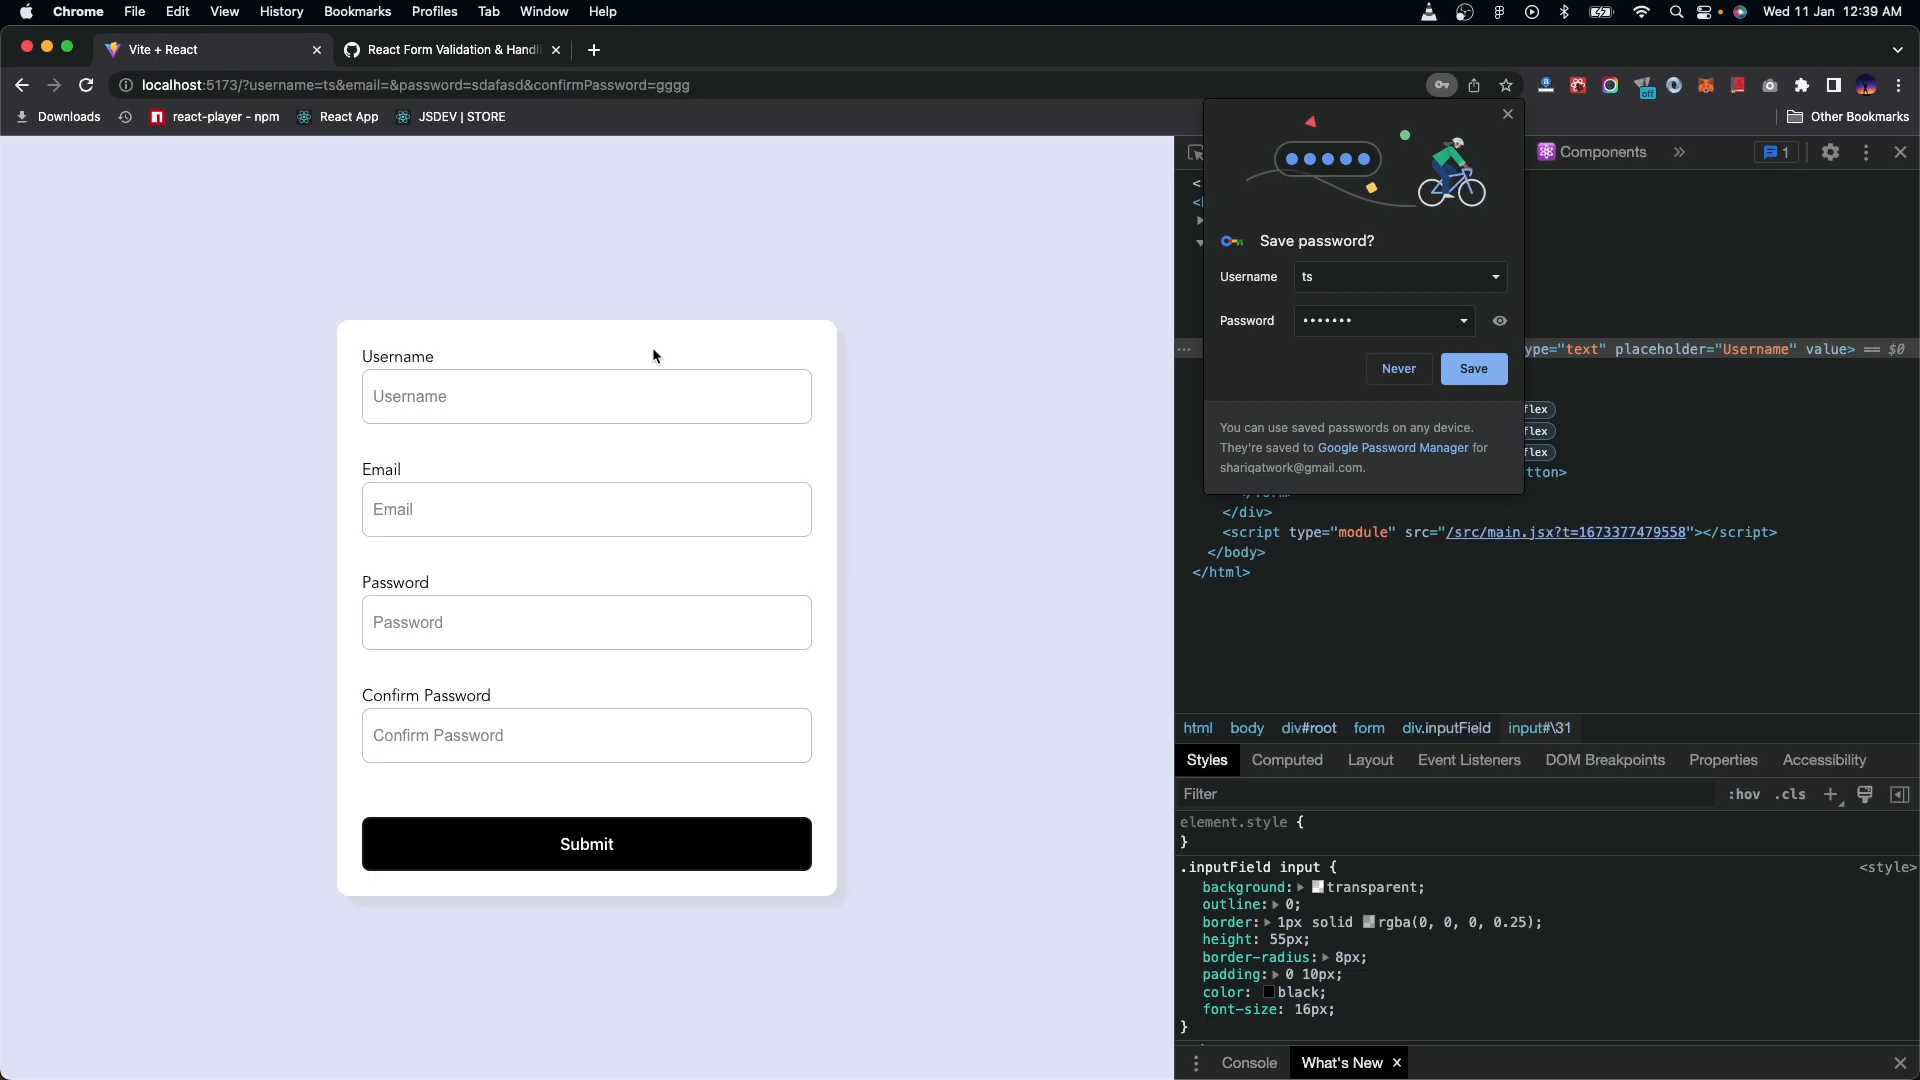 Chrome File Edit View History Bookmarks Profiles Tab Window Help Wed 11 Jan 12:39 AM
Vite + React React Form Validation & Handli
localhost:5173/?username=ts&email=&password=sdafasd&confirmPassword=gggg
off
Downloads react-player - npm React App JSDEV | STORE Other Bookmarks
Components » 1
Save password?
Username ts
Password •••••••
Never Save
You can use saved passwords on any device.
They're saved to Google Password Manager for
shariqatwork@gmail.com.
Username
Username
Email
Email
Password
Password
Confirm Password
Confirm Password
Submit
ype="text" placeholder="Username" value> == $0
flex
flex
flex
tton>
</div>
<script type="module" src="/src/main.jsx?t=1673377479558"></script>
</body>
</html>
html body div#root form div.inputField input#\31
Styles Computed Layout Event Listeners DOM Breakpoints Properties Accessibility
Filter :hov .cls
element.style {
}
.inputField input { <style>
background: transparent;
outline: 0;
border: 1px solid rgba(0, 0, 0, 0.25);
height: 55px;
border-radius: 8px;
padding: 0 10px;
color: black;
font-size: 16px;
}
Console What's New